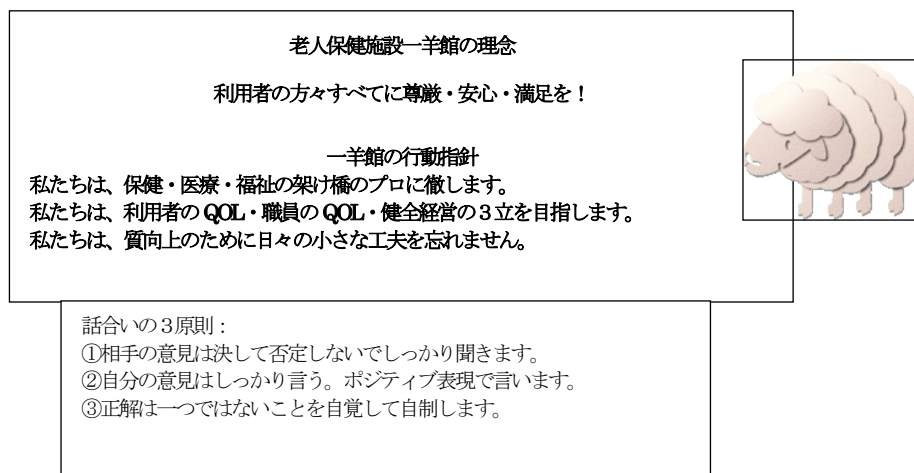 老人保健施設一羊館の理念
利用者の方々すべてに尊厳・安心・満足を！
一羊館の行動指針
私たちは、保健・医療・福祉の架け橋のプロに徹します。
私たちは、利用者のQOL・職員のQOL・健全経営の３立を目指します。
私たちは、質向上のために日々の小さな工夫を忘れません。
話合いの３原則：
①相手の意見は決して否定しないでしっかり聞きます。
②自分の意見はしっかり言う。ポジティブ表現で言います。
③正解は一つではないことを自覚して自制します。